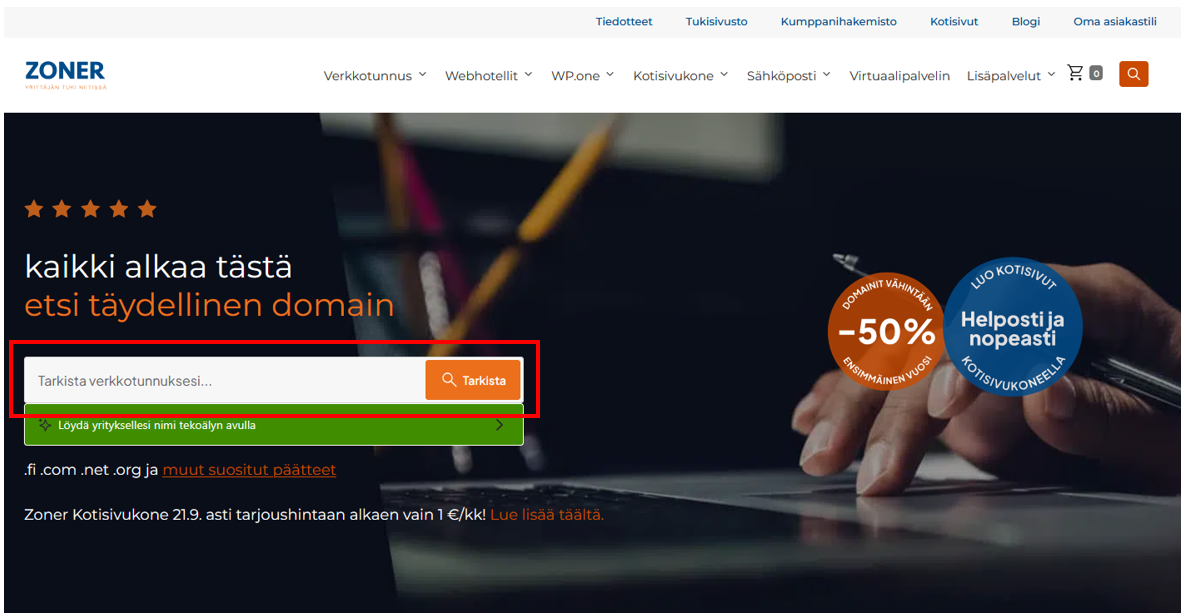 Tiedotteet Tukisivusto Kumppanihakemisto Kotisivut Blogi Oma asiakastili
ZONER
YRITTÄJÄN TUKI NETISSÄ
Verkkotunnus Webhotellit WP.one Kotisivukone Sähköposti Virtuaalipalvelin Lisäpalvelut 0
kaikki alkaa tästä
etsi täydellinen domain
DOMAINIT VÄHINTÄÄN
-50%
ENSIMMÄINEN VUOSI
LUO KOTISIVUT
Helposti ja
nopeasti
KOTISIVUKONEELLA
Tarkista verkkotunnuksesi... Tarkista
Löydä yrityksellesi nimi tekoälyn avulla
.fi .com .net .org ja muut suositut päätteet
Zoner Kotisivukone 21.9. asti tarjoushintaan alkaen vain 1 €/kk! Lue lisää täältä.